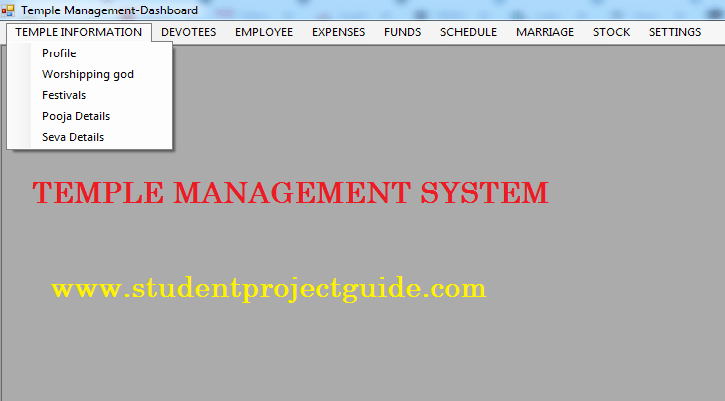 Temple Management-Dashboard
TEMPLE INFORMATION DEVOTEES EMPLOYEE EXPENSES FUNDS SCHEDULE MARRIAGE STOCK SETTINGS
Profile
Worshipping god
Festivals
Pooja Details
Seva Details
TEMPLE MANAGEMENT SYSTEM
www.studentprojectguide.com